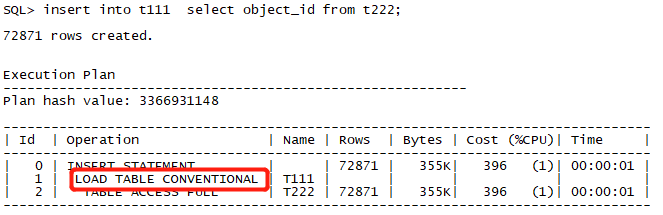 SQL> insert into t111  select object_id from t222;
72871 rows created.
Execution Plan
----------------------------------------------------------
Plan hash value: 3366931148
---------------------------------------------------------------------------------
| Id  | Operation                | Name | Rows  | Bytes | Cost (%CPU)| Time     |
---------------------------------------------------------------------------------
|   0 | INSERT STATEMENT         |      | 72871 |   355K|   396   (1)| 00:00:01 |
|   1 |  LOAD TABLE CONVENTIONAL | T111 |       |       |            |          |
|   2 |   TABLE ACCESS FULL      | T222 | 72871 |   355K|   396   (1)| 00:00:01 |
---------------------------------------------------------------------------------